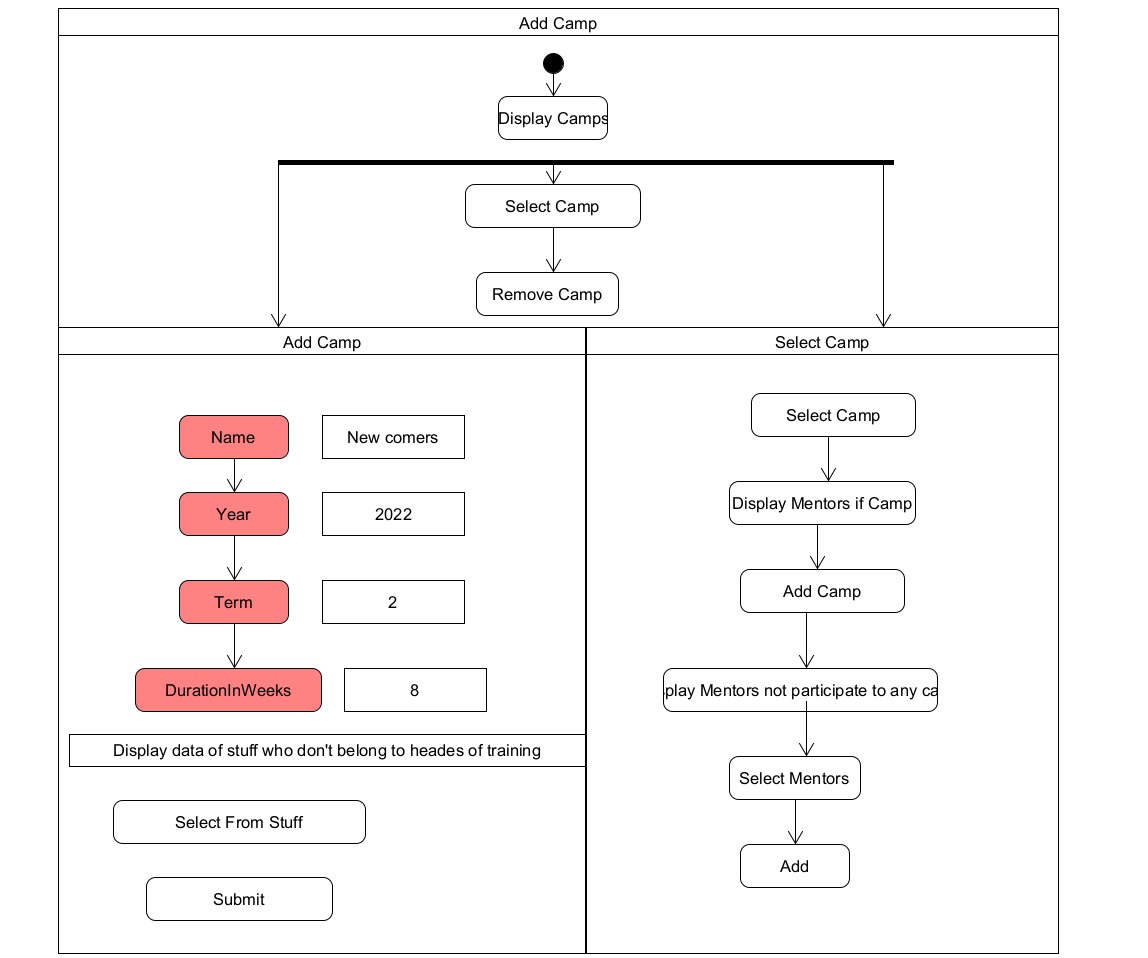 Add Camp
Display Camps
Select Camp
Remove Camp
Add Camp
Name
New comers
Year
2022
Term
2
DurationInWeeks
8
Display data of stuff who don't belong to heades of training
Select From Stuff
Submit
Select Camp
Select Camp
Display Mentors if Camp
Add Camp
play Mentors not participate to any ca
Select Mentors
Add